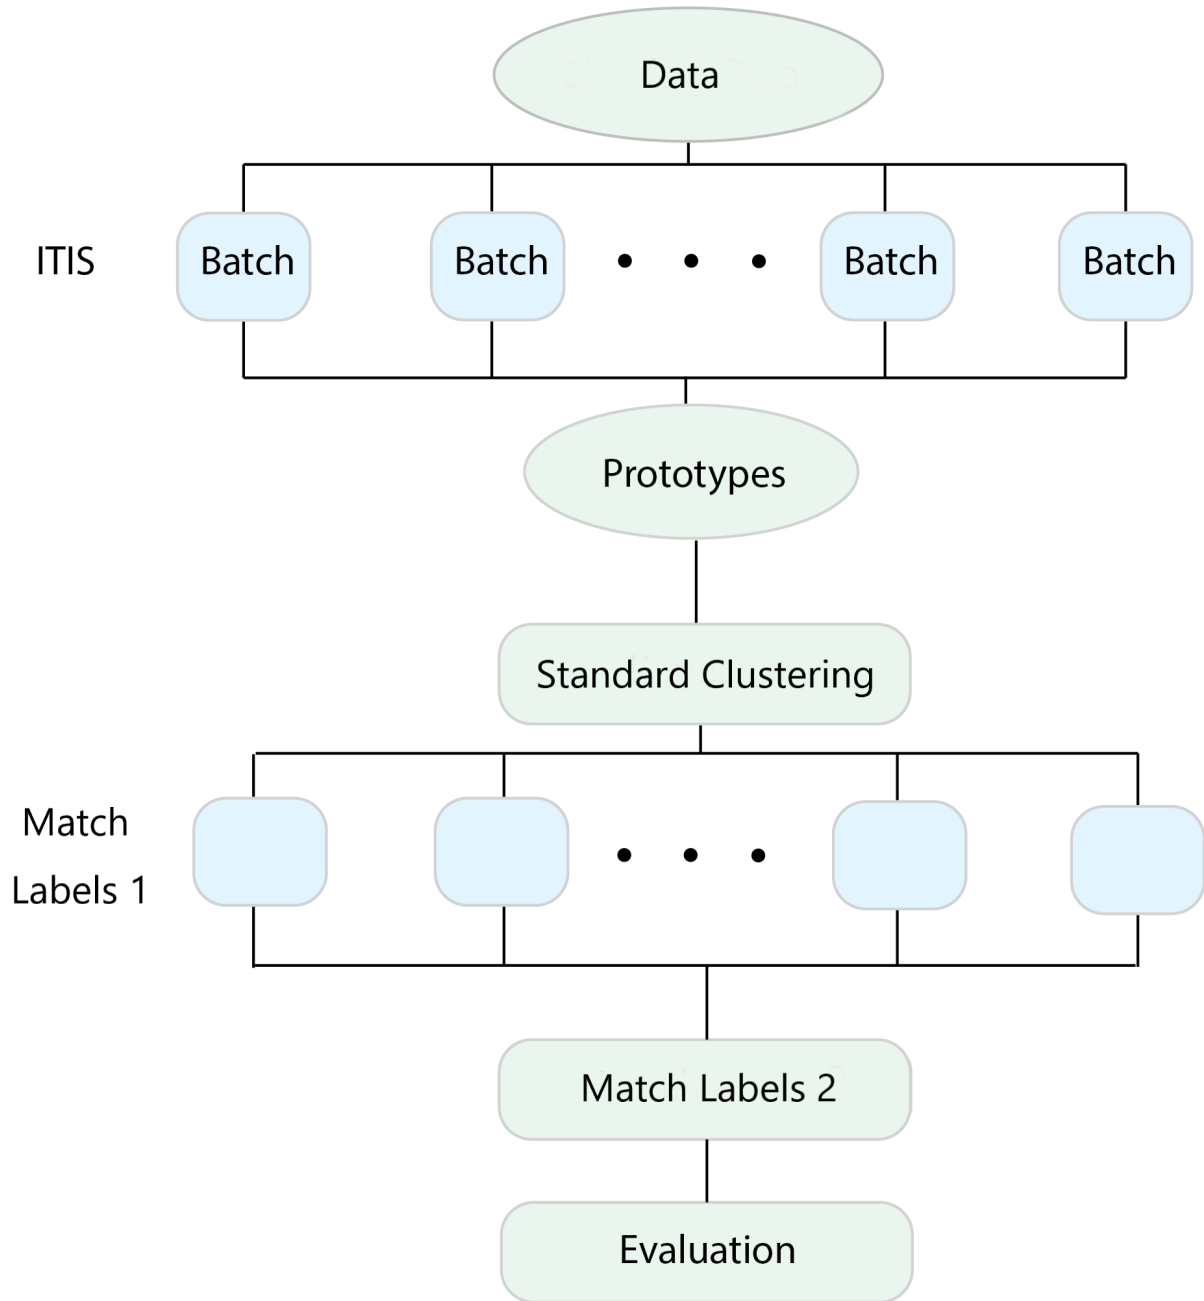 Data
ITIS
Batch
Batch
Batch
Batch
Prototypes
Standard Clustering
Match
Labels 1
Match Labels 2
Evaluation